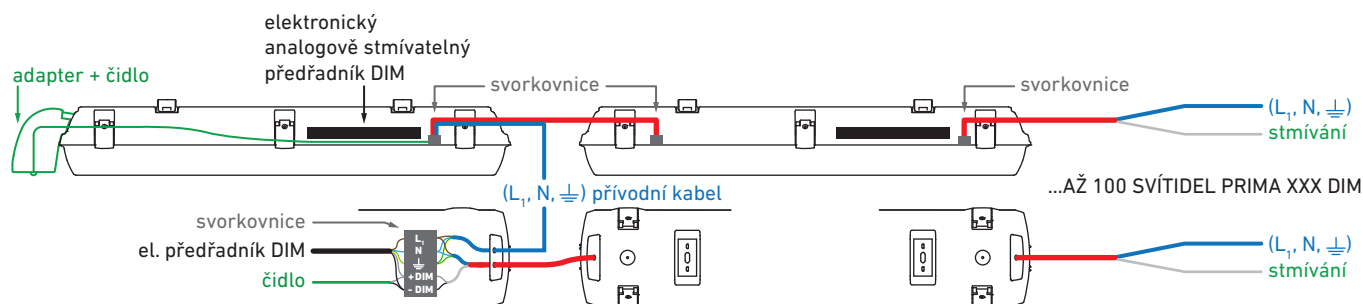 elektronický
analogově stmívatelný
předřadník DIM
adapter + čidlo
svorkovnice
svorkovnice
(L₁, N, ⏚)
stmívání
(L₁, N, ⏚) přívodní kabel
...AŽ 100 SVÍTIDEL PRIMA XXX DIM
svorkovnice
el. předřadník DIM
čidlo
L₁
N
⏚
+ DIM
- DIM
(L₁, N, ⏚)
stmívání